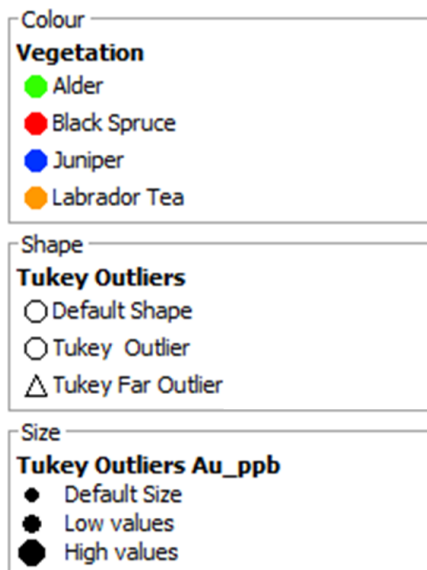 Colour
Vegetation
Alder
Black Spruce
Juniper
Labrador Tea
Shape
Tukey Outliers
Default Shape
Tukey Outlier
Tukey Far Outlier
Size
Tukey Outliers Au_ppb
Default Size
Low values
High values